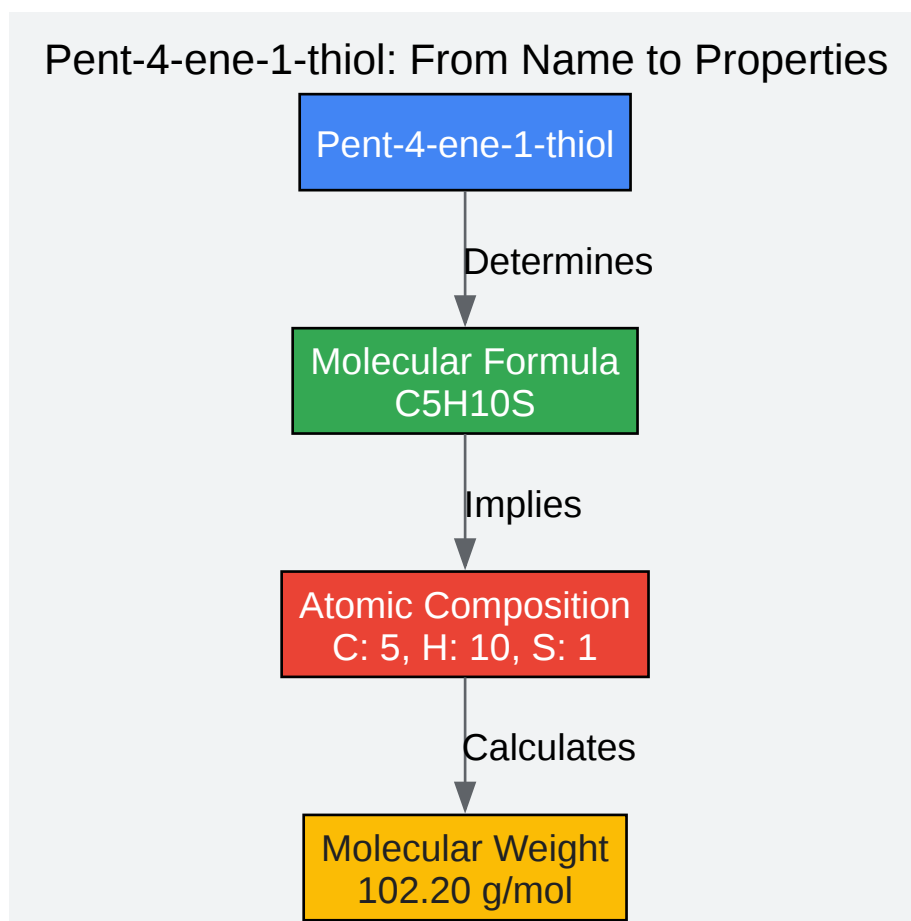 Pent-4-ene-1-thiol: From Name to Properties
Pent-4-ene-1-thiol
Determines
Molecular Formula
C5H10S
Implies
Atomic Composition
C: 5, H: 10, S: 1
Calculates
Molecular Weight
102.20 g/mol